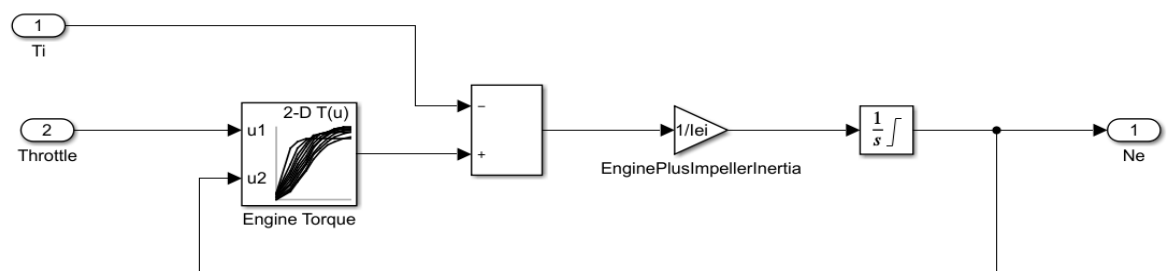 1
Ti
2
Throttle
2-D T(u)
u1
u2
Engine Torque
−
+
1/Iei
EnginePlusImpellerInertia
1
s
1
Ne